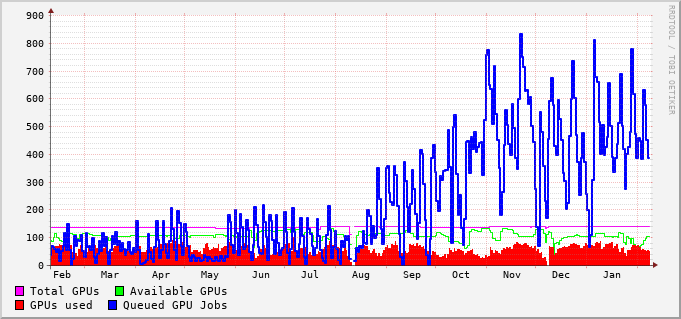 900
800
700
600
500
400
300
200
100
0
Feb Mar Apr May Jun Jul Aug Sep Oct Nov Dec Jan
Total GPUs Available GPUs
GPUs used Queued GPU Jobs
RRDTOOL / TOBI OETIKER